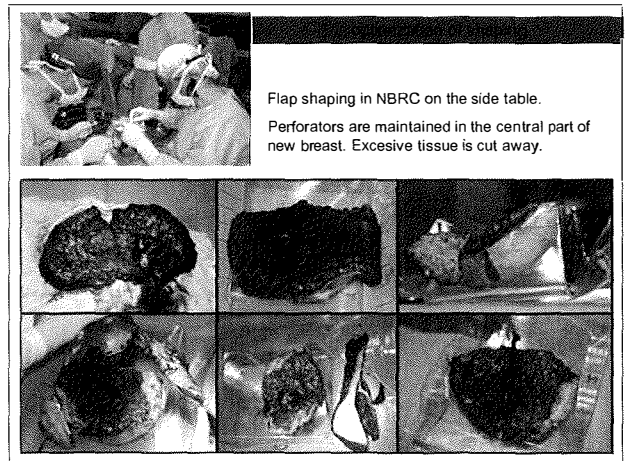 Flap shaping in NBRC on the side table.
Perforators are maintained in the central part of
new breast. Excesive tissue is cut away.